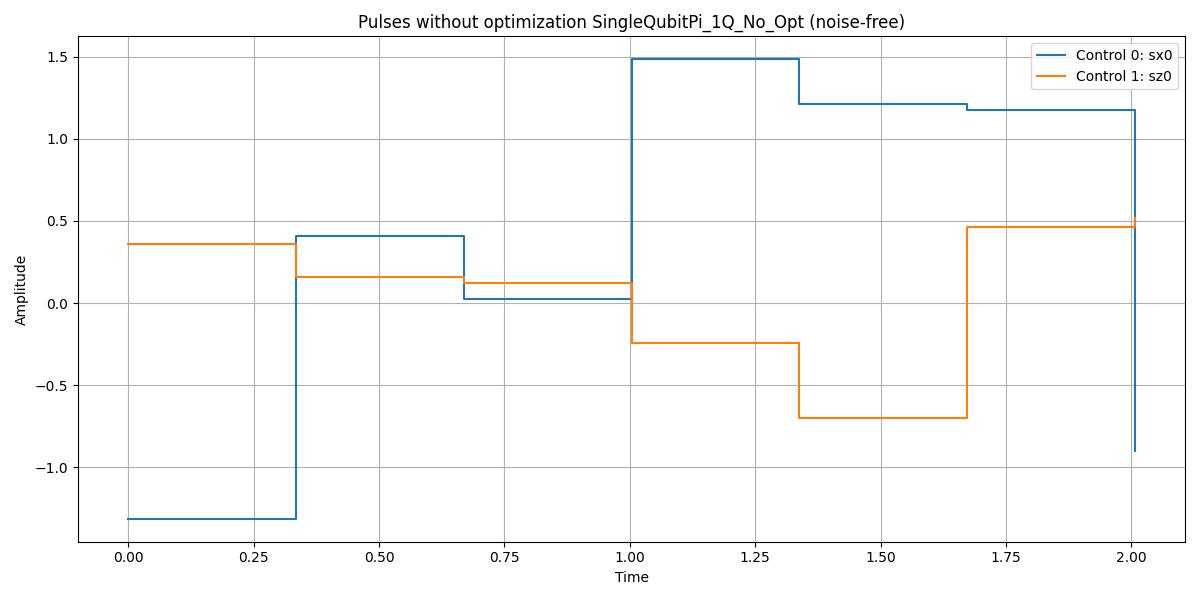 Pulses without optimization SingleQubitPi_1Q_No_Opt (noise-free)
Control 0: sx0
Control 1: sz0
1.5
1.0
0.5
0.0
−0.5
−1.0
Amplitude
0.00 0.25 0.50 0.75 1.00 1.25 1.50 1.75 2.00
Time